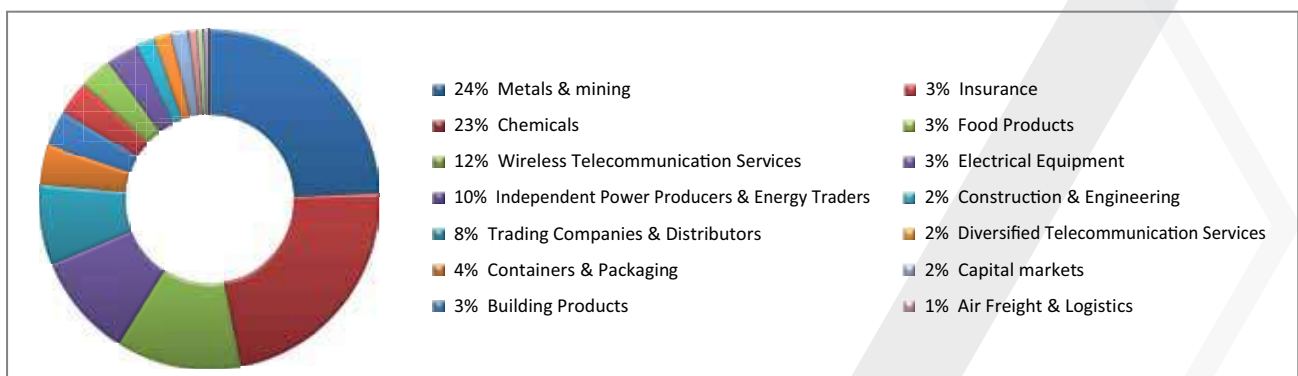 24% Metals & mining
23% Chemicals
12% Wireless Telecommunication Services
10% Independent Power Producers & Energy Traders
8% Trading Companies & Distributors
4% Containers & Packaging
3% Building Products
3% Insurance
3% Food Products
3% Electrical Equipment
2% Construction & Engineering
2% Diversified Telecommunication Services
2% Capital markets
1% Air Freight & Logistics